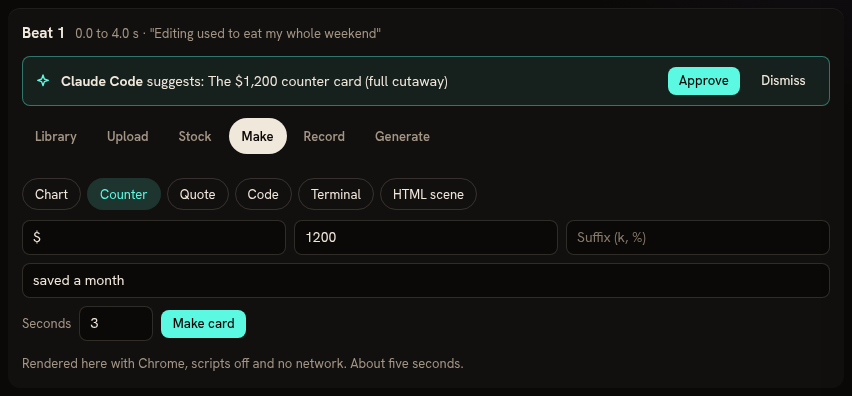 Beat 1 0.0 to 4.0 s · "Editing used to eat my whole weekend"
Claude Code suggests: The $1,200 counter card (full cutaway) Approve Dismiss
Library Upload Stock Make Record Generate
Chart Counter Quote Code Terminal HTML scene
$ 1200 Suffix (k, %)
saved a month
Seconds 3 Make card
Rendered here with Chrome, scripts off and no network. About five seconds.